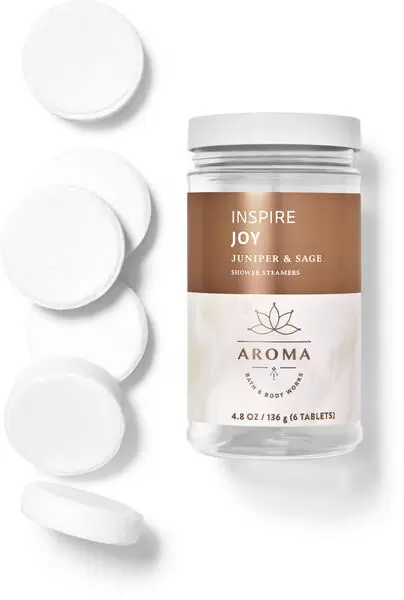 INSPIRE
JOY
JUNIPER & SAGE
SHOWER STEAMERS
AROMA
BATH & BODY WORKS
4.8 OZ / 136 g (6 TABLETS)